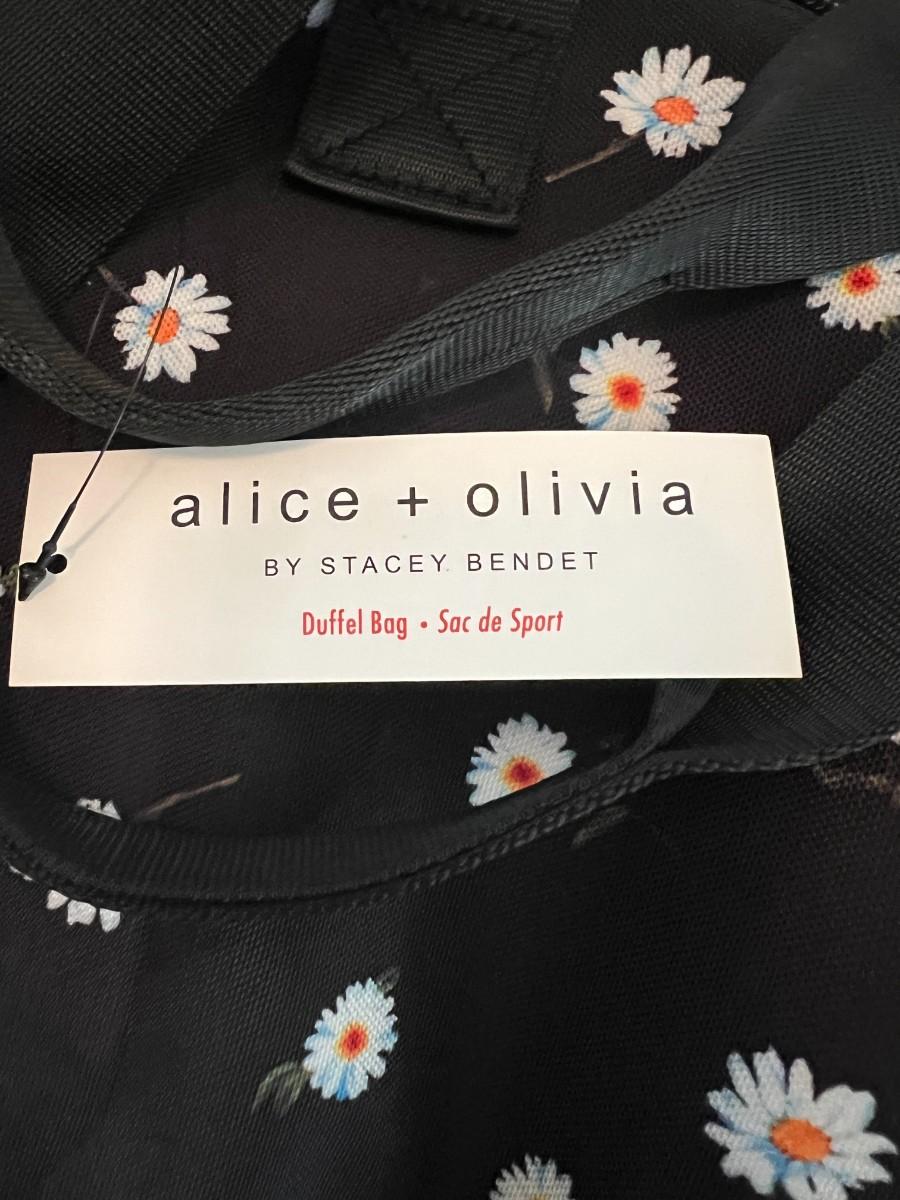 alice + olivia
BY STACEY BENDET
Duffel Bag • Sac de Sport